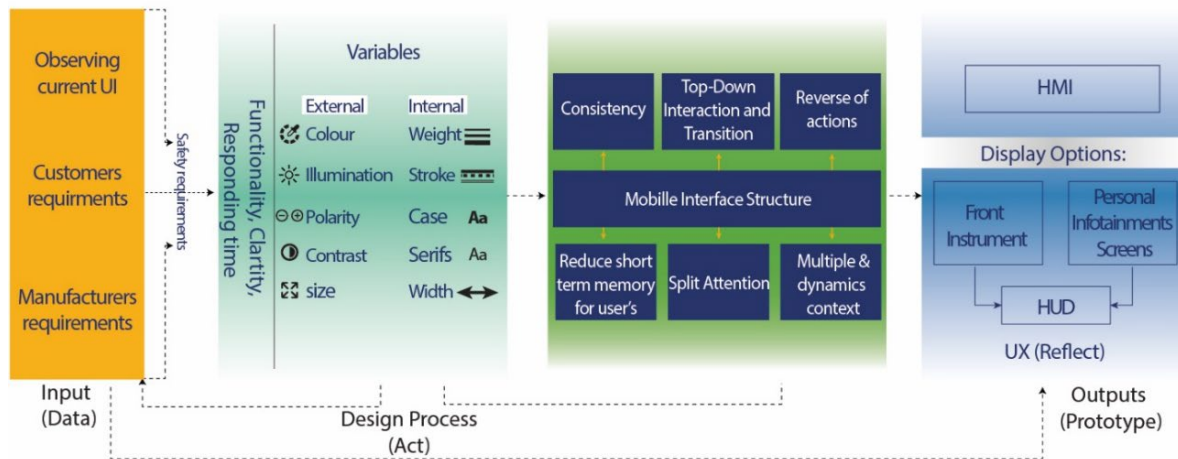 Observing
current UI
Customers
requirments
Manufacturers
requirements
Safety requirements
Functionality, Clartity,
Responding time
Variables
External
Internal
Colour
Weight
Illumination
Stroke
Polarity
Case Aa
Contrast
Serifs Aa
size
Width
Consistency
Top-Down
Interaction and
Transition
Reverse of
actions
Mobille Interface Structure
Reduce short
term memory
for user's
Split Attention
Multiple &
dynamics
context
HMI
Display Options:
Front
Instrument
Personal
Infotainments
Screens
HUD
UX (Reflect)
Input
(Data)
Design Process
(Act)
Outputs
(Prototype)